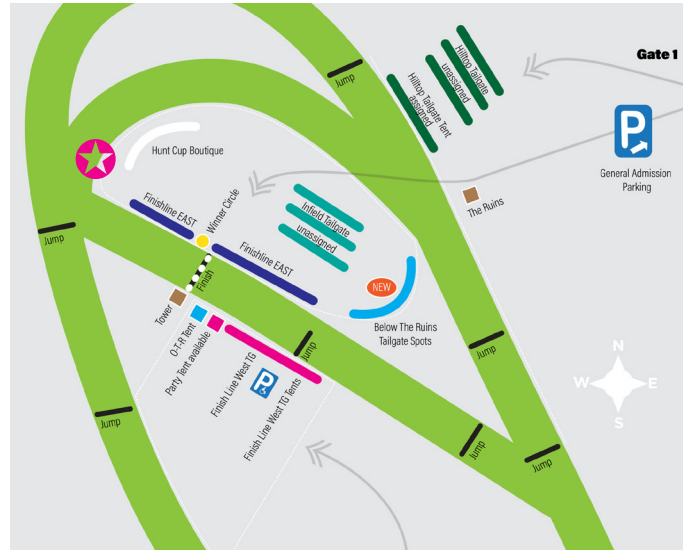 Gate 1
Jump
Hilltop Tailgate
unassigned
Hilltop Tailgate Tent
assigned
P
General Admission
Parking
Hunt Cup Boutique
The Ruins
Winner Circle
Finishline EAST
Infield Tailgate
unassigned
Jump
Finishline EAST
Finish
NEW
Below The Ruins
Tailgate Spots
Tower
O-T-R Tent
Party Tent available
Finish Line West TG
P
Finish Line West TG Tents
Jump
Jump
N
W E
S
Jump
Jump
Jump